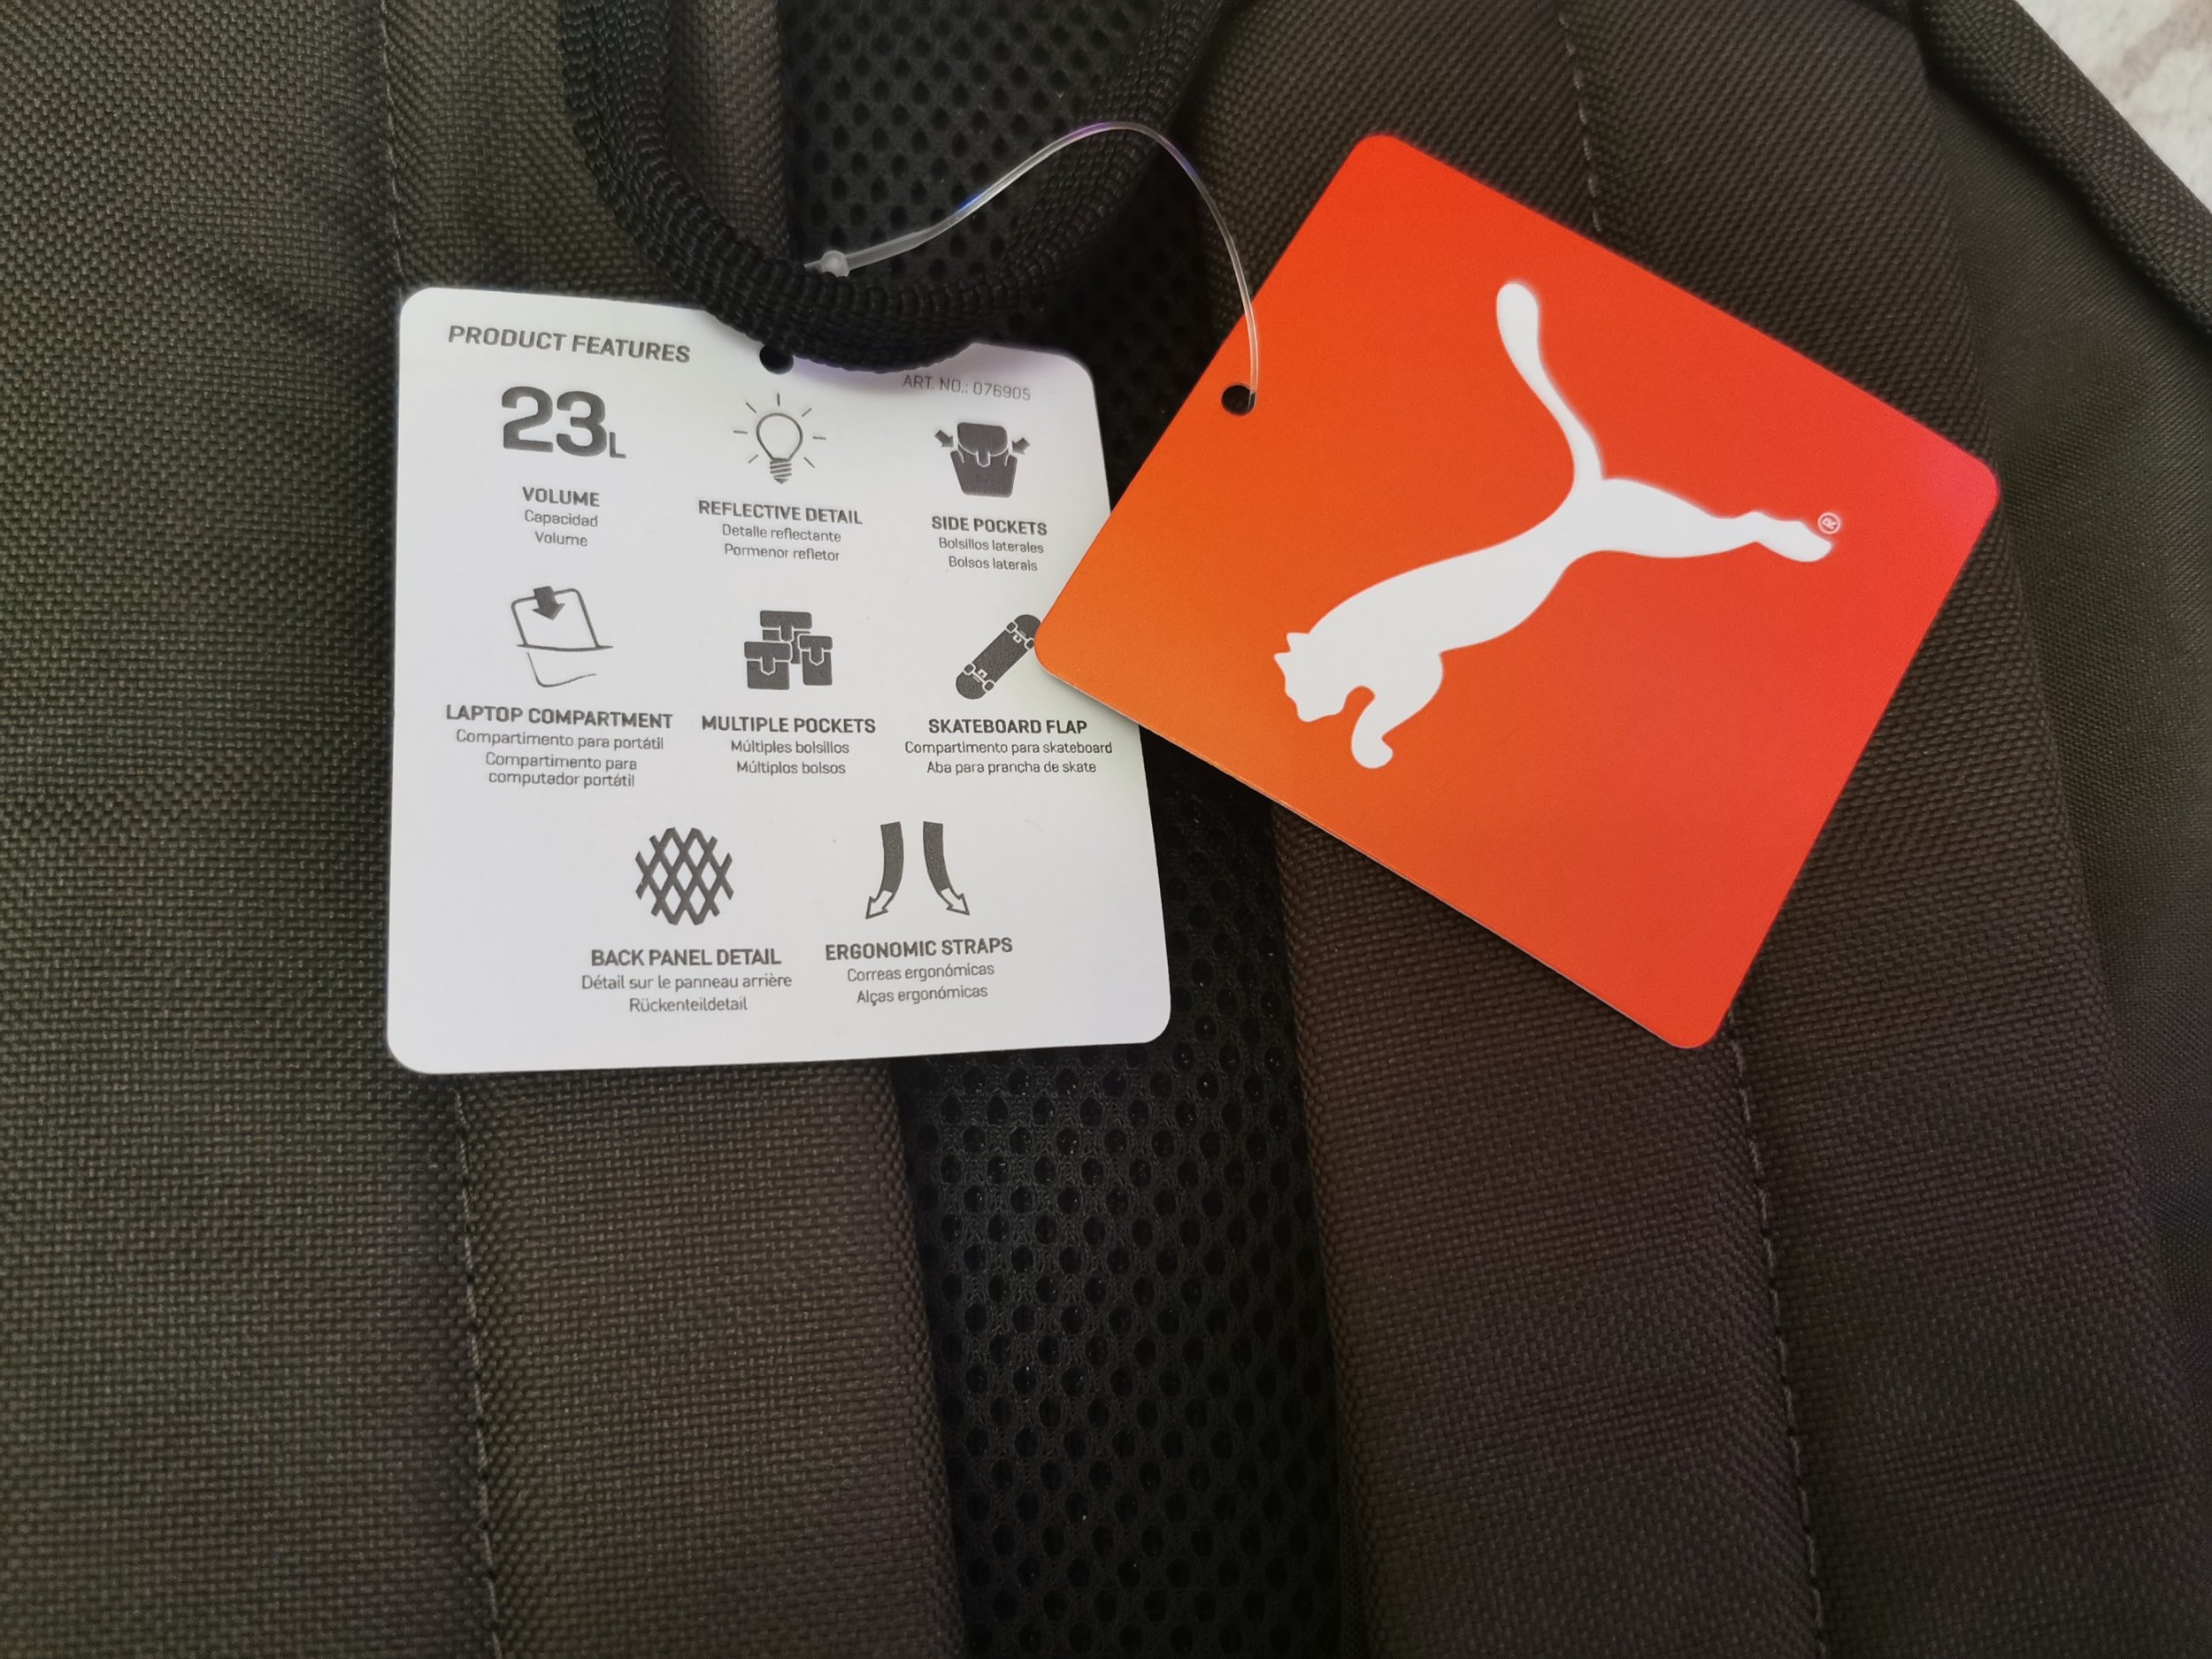 PRODUCT FEATURES
ART. NO.: 076905
23L
VOLUME
Capacidad
Volume
REFLECTIVE DETAIL
Detalle reflectante
Pormenor refletor
SIDE POCKETS
Bolsillos laterales
Bolsos laterais
LAPTOP COMPARTMENT
Compartimento para portátil
Compartimento para
computador portátil
MULTIPLE POCKETS
Múltiples bolsillos
Múltiplos bolsos
SKATEBOARD FLAP
Compartimento para skateboard
Aba para prancha de skate
BACK PANEL DETAIL
Détail sur le panneau arrière
Rückenteildetail
ERGONOMIC STRAPS
Correas ergonómicas
Alças ergonómicas
®